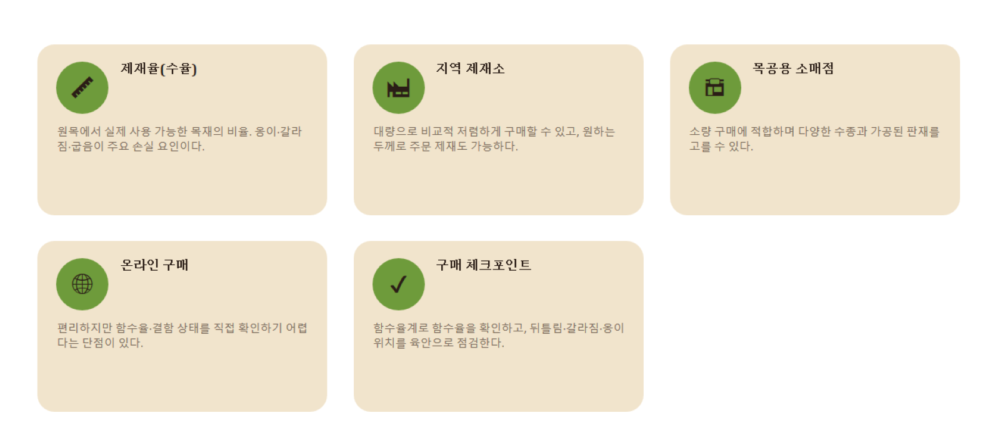 제재율(수율)
원목에서 실제 사용 가능한 목재의 비율. 옹이·갈라
짐·굽음이 주요 손실 요인이다.
지역 제재소
대량으로 비교적 저렴하게 구매할 수 있고, 원하는
두께로 주문 제재도 가능하다.
목공용 소매점
소량 구매에 적합하며 다양한 수종과 가공된 판재를
고를 수 있다.
온라인 구매
편리하지만 함수율·결함 상태를 직접 확인하기 어렵
다는 단점이 있다.
구매 체크포인트
함수율계로 함수율을 확인하고, 뒤틀림·갈라짐·옹이
위치를 육안으로 점검한다.